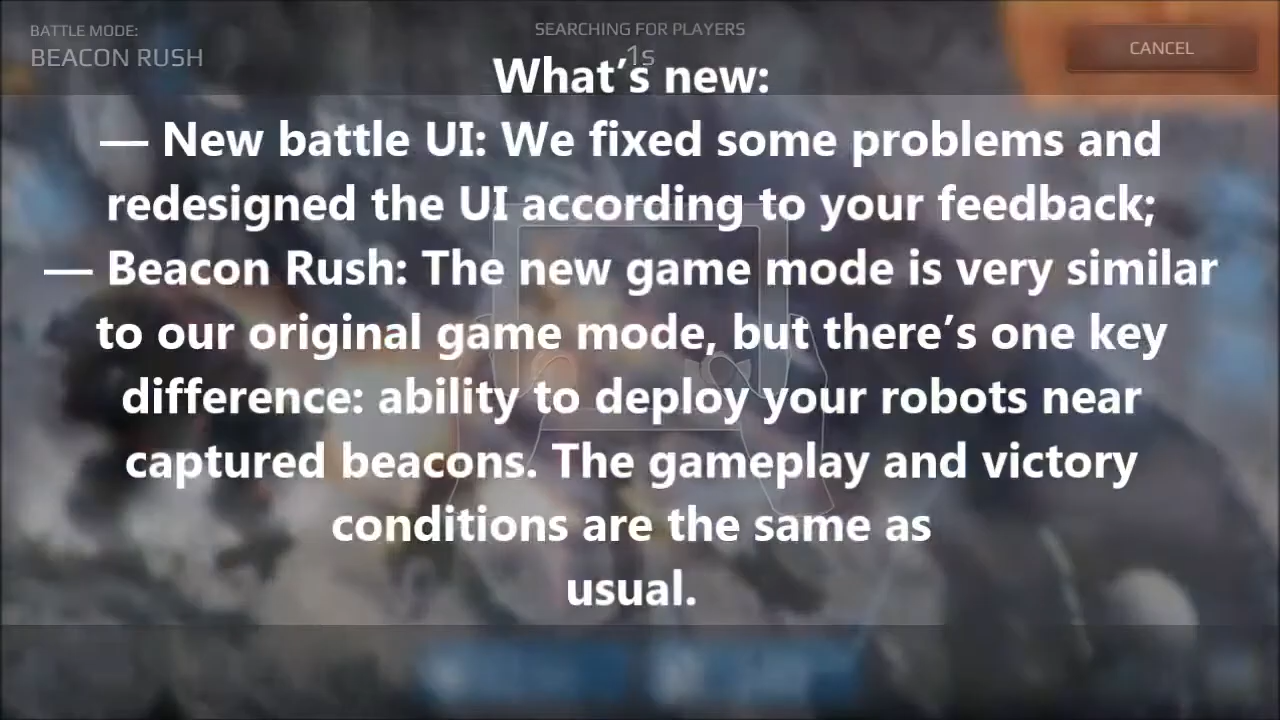 BATTLE MODE:
BEACON RUSH
SEARCHING FOR PLAYERS
1s
CANCEL
What's new:
— New battle UI: We fixed some problems and
redesigned the UI according to your feedback;
— Beacon Rush: The new game mode is very similar
to our original game mode, but there's one key
difference: ability to deploy your robots near
captured beacons. The gameplay and victory
conditions are the same as
usual.